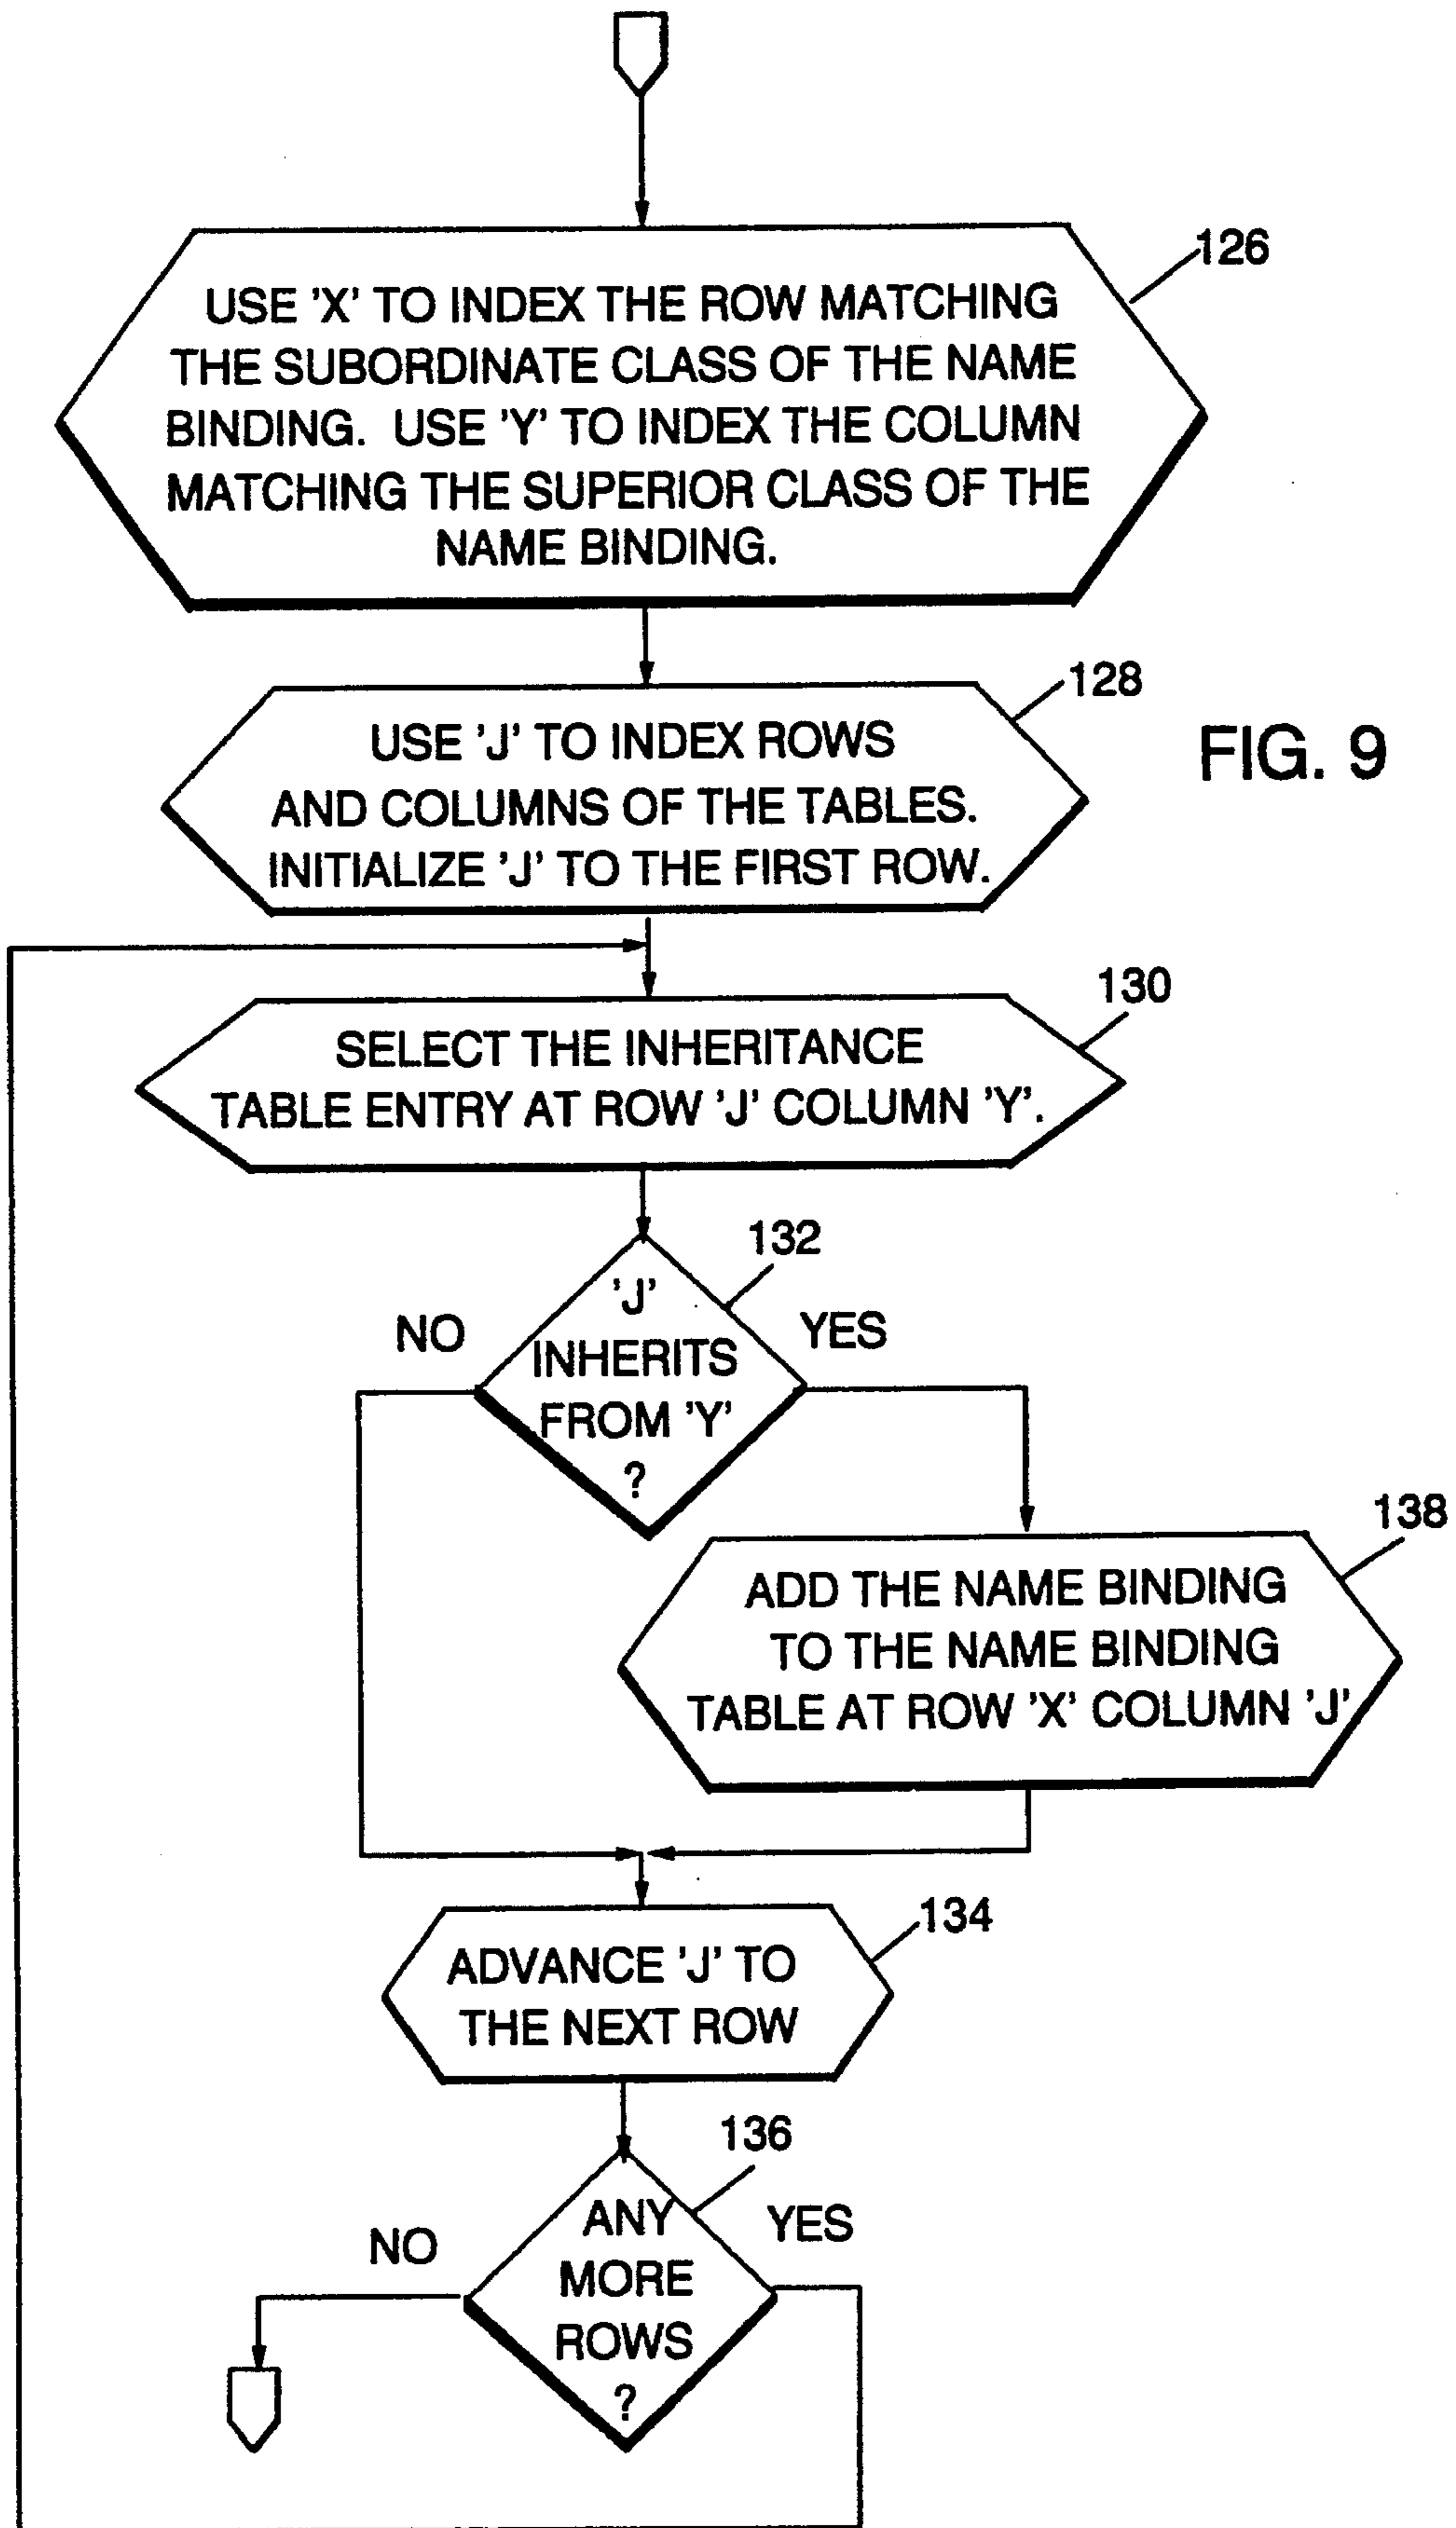 126
USE 'X' TO INDEX THE ROW MATCHING
THE SUBORDINATE CLASS OF THE NAME
BINDING. USE 'Y' TO INDEX THE COLUMN
MATCHING THE SUPERIOR CLASS OF THE
NAME BINDING.
128
USE 'J' TO INDEX ROWS
AND COLUMNS OF THE TABLES.
INITIALIZE 'J' TO THE FIRST ROW.
FIG. 9
130
SELECT THE INHERITANCE
TABLE ENTRY AT ROW 'J' COLUMN 'Y'.
132
NO
'J'
INHERITS
FROM 'Y'
?
YES
138
ADD THE NAME BINDING
TO THE NAME BINDING
TABLE AT ROW 'X' COLUMN 'J'
134
ADVANCE 'J' TO
THE NEXT ROW
136
NO
ANY
MORE
ROWS
?
YES